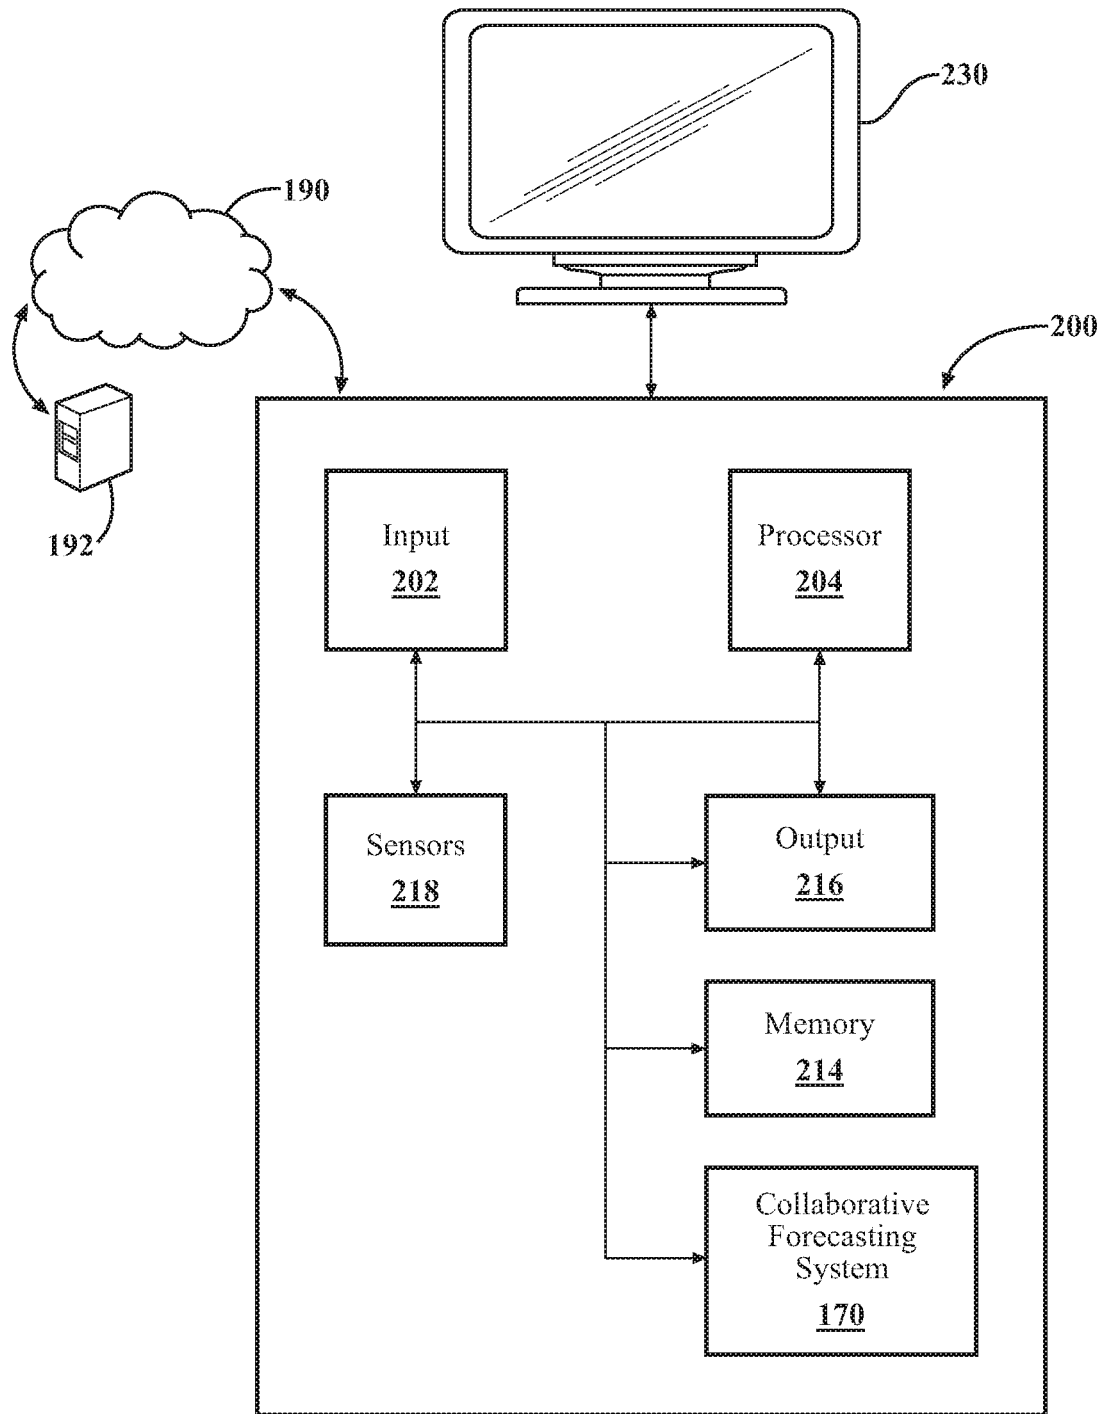 230
190
200
192
Input
202
Processor
204
Sensors
218
Output
216
Memory
214
Collaborative
Forecasting
System
170